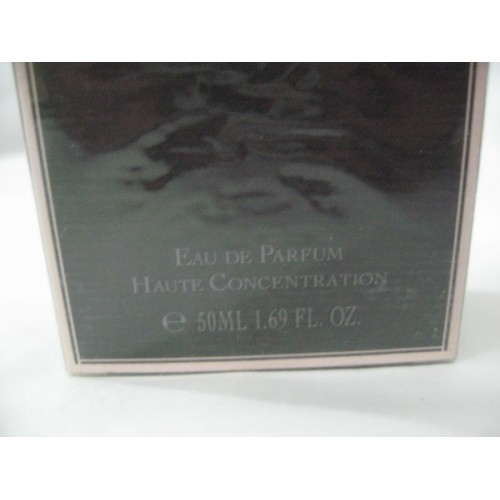 EAU DE PARFUM
HAUTE CONCENTRATION
℮ 50ML 1.69 FL. OZ.